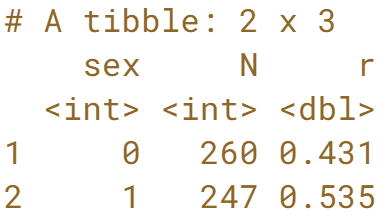 # A tibble: 2 x 3
sex N r
<int> <int> <dbl>
1 0 260 0.431
2 1 247 0.535